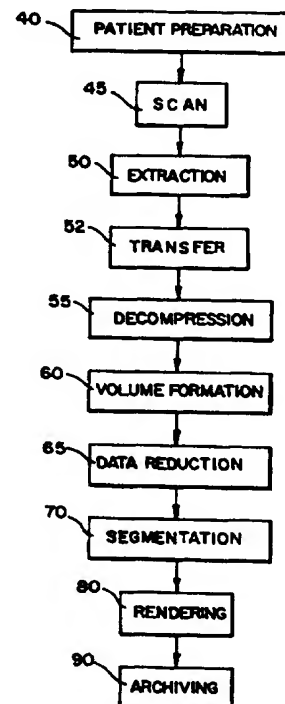 40 PATIENT PREPARATION
45 SCAN
50 EXTRACTION
52 TRANSFER
55 DECOMPRESSION
60 VOLUME FORMATION
65 DATA REDUCTION
70 SEGMENTATION
80 RENDERING
90 ARCHIVING